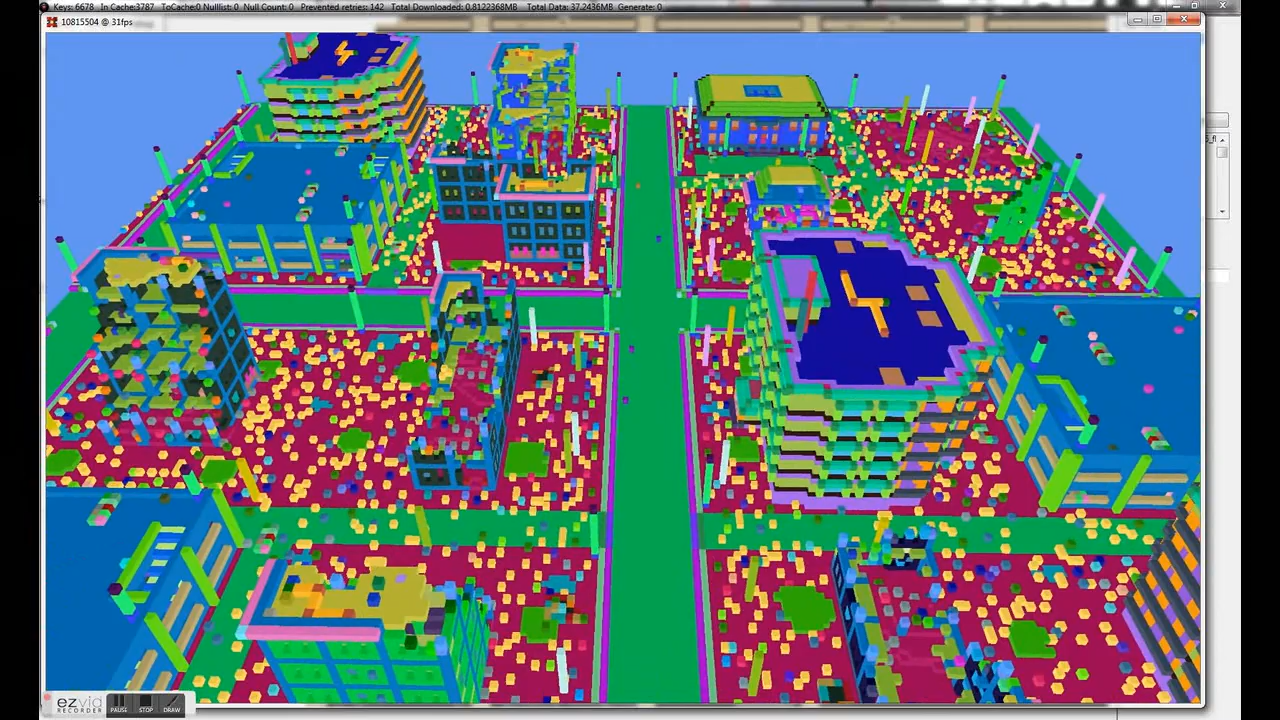 Keys: 6678 In Cache:3787 ToCache:0 Nulllist: 0 Null Count: 0 Prevented retries: 142 Total Downloaded: 0.8122368MB Total Data: 37.2436MB Generate: 0
10815504 @ 31fps
ezvid
RECORDER
PAUSE STOP DRAW